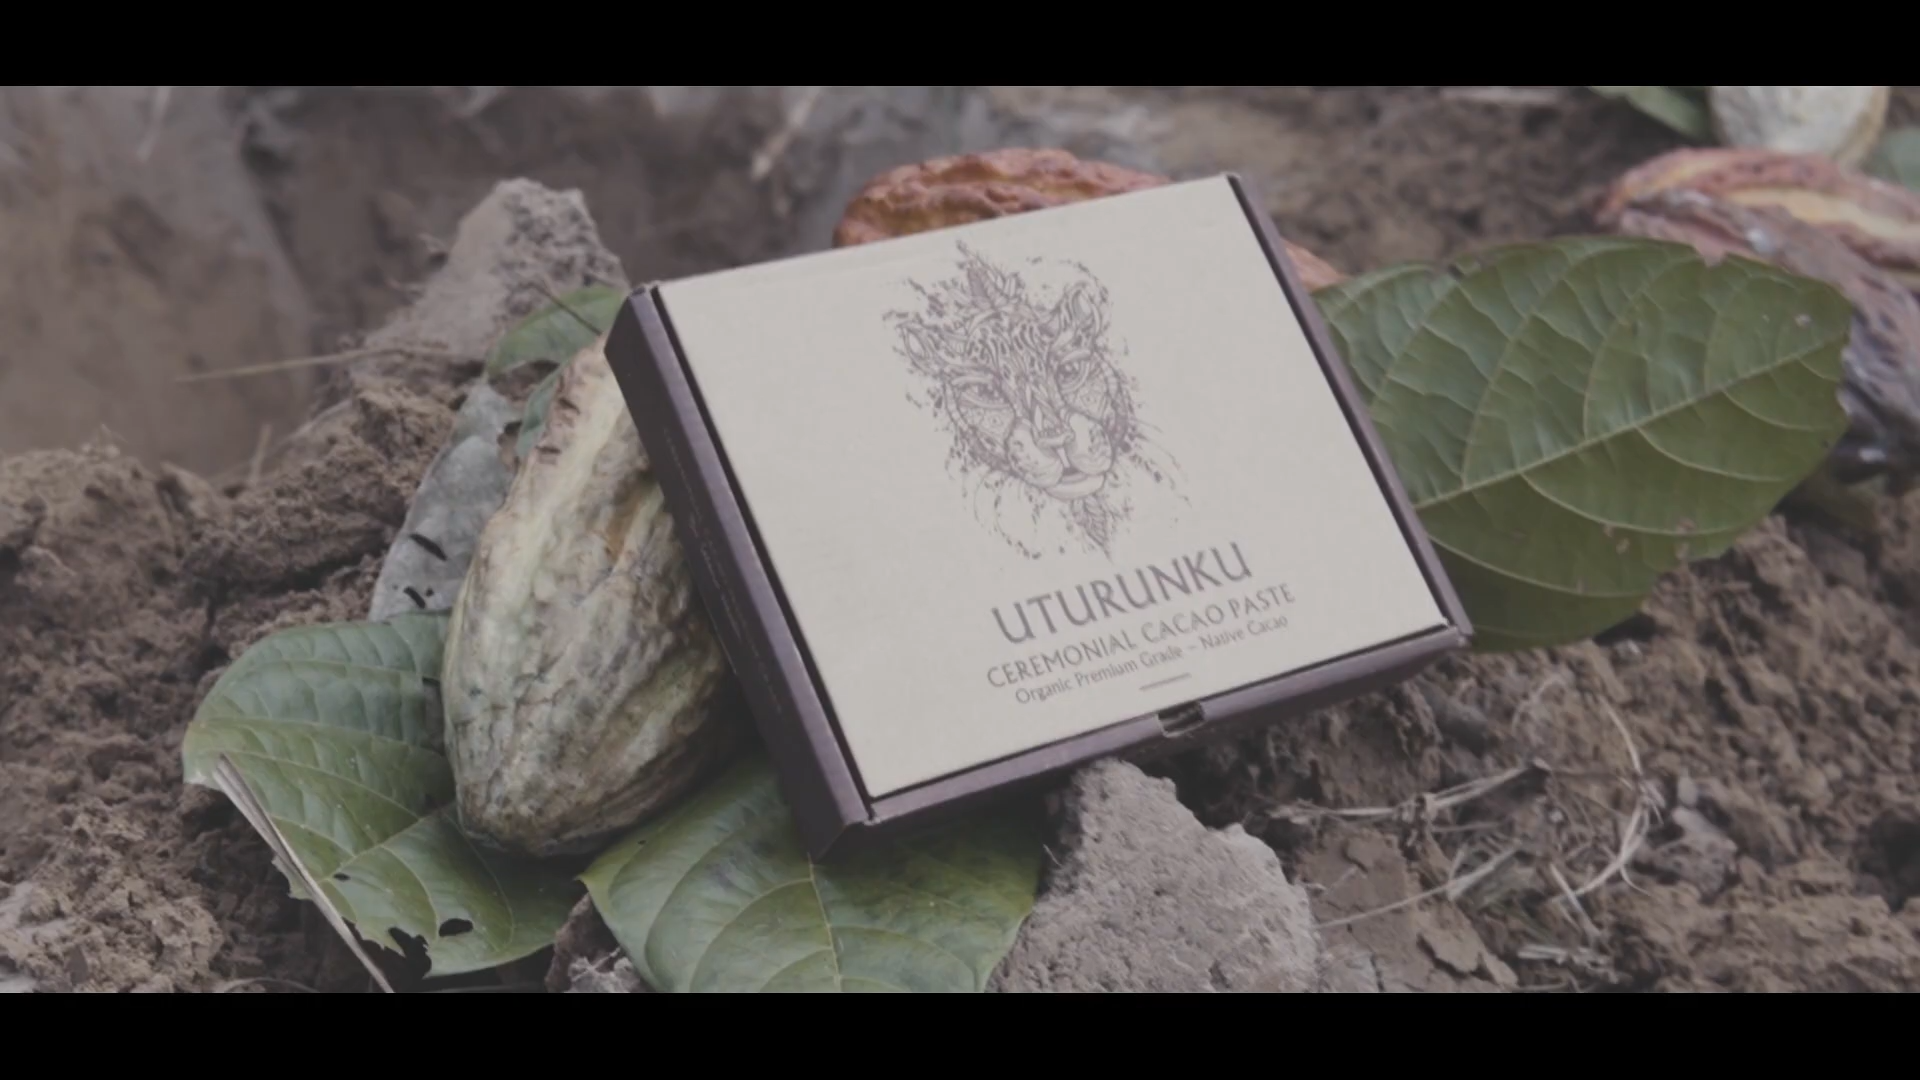 UTURUNKU
CEREMONIAL CACAO PASTE
Organic Premium Grade – Native Cacao